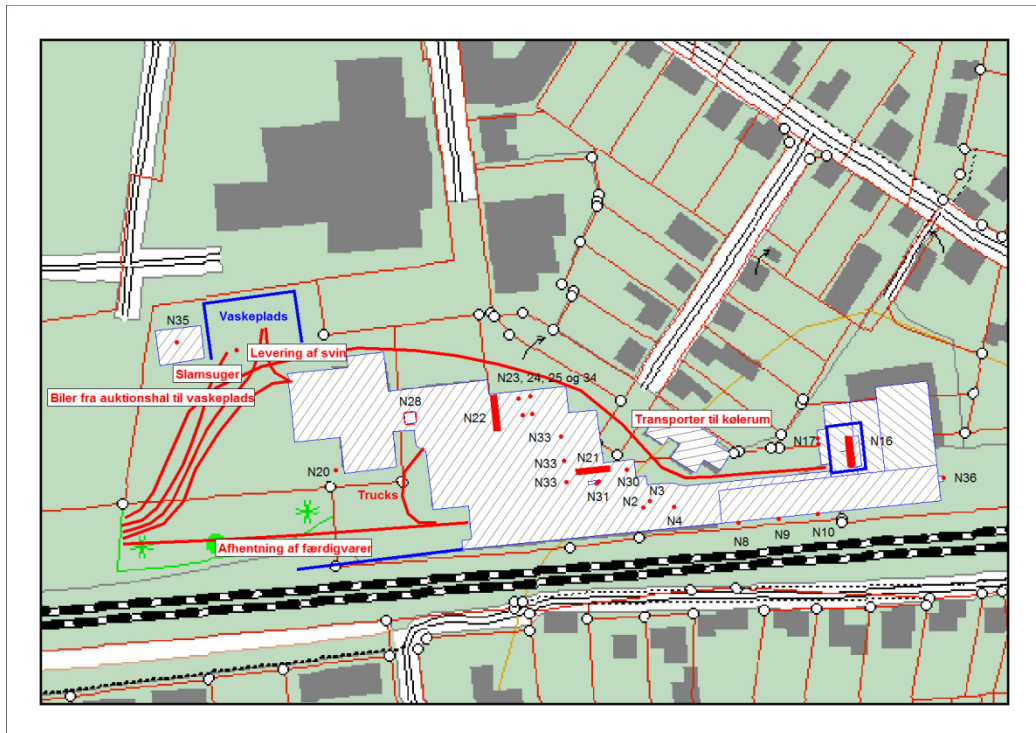 Vaskeplads
N35
Levering af svin
Slamsuger
Biler fra auktionshal til vaskeplads
N28
N23, 24, 25 og 34
N22
Transporter til kølerum
N33
N17
N16
N21
N33
N20
N30
N33
N31
N36
Trucks
N2
N3
N4
N8
N9
N10
Afhentning af færdigvarer